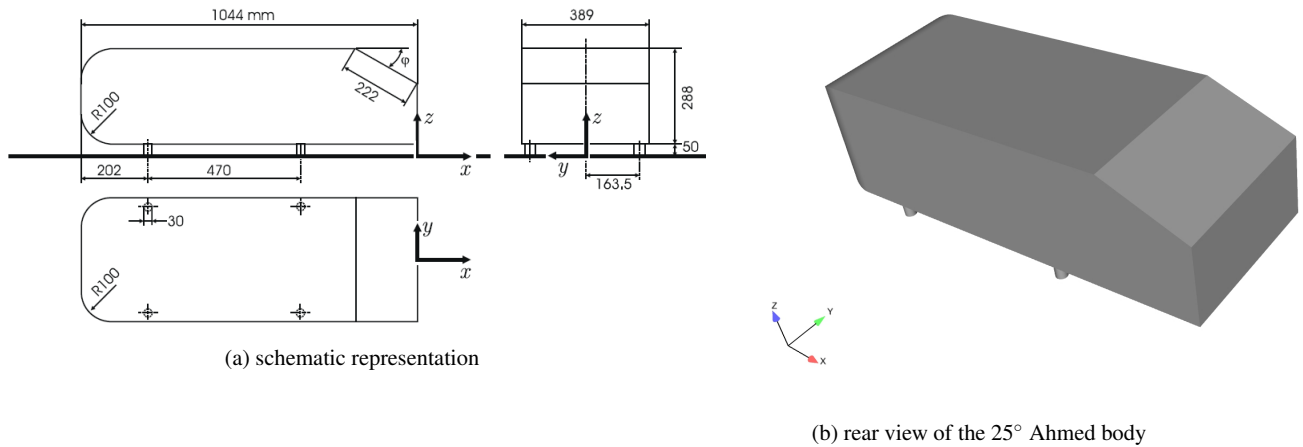 1044 mm
389
φ
222
R100
z
z
288
50
x
y
202
470
163,5
30
y
R100
x
Z
Y
X
(a) schematic representation
(b) rear view of the 25° Ahmed body